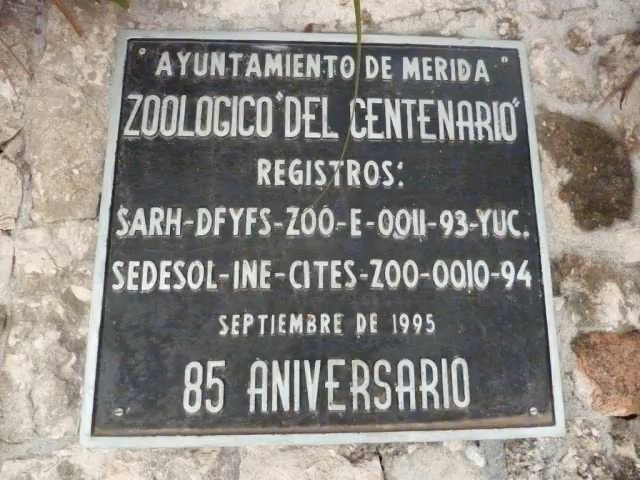 AYUNTAMIENTO DE MERIDA
ZOOLOGICO "DEL CENTENARIO"
REGISTROS:
SARH-DFYFS-ZOO-E-0011-93-YUC.
SEDESOL-INE-CITES-ZOO-0010-94
SEPTIEMBRE DE 1995
85 ANIVERSARIO